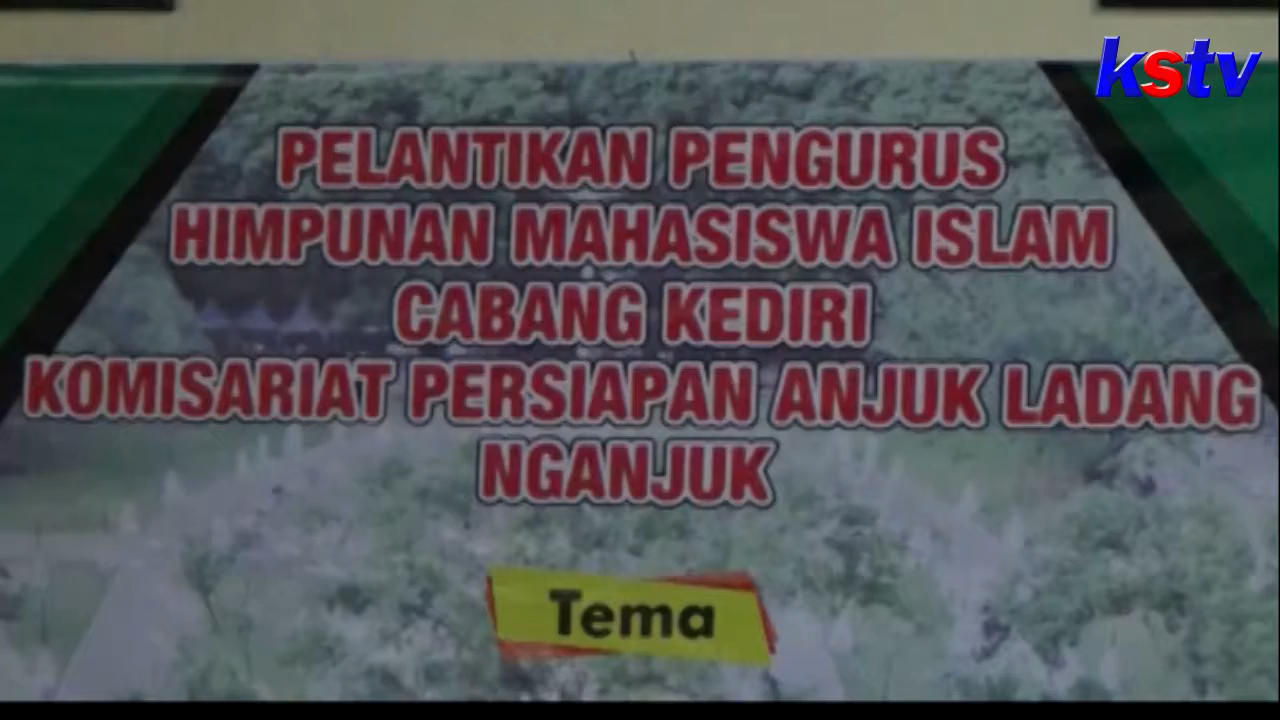 kstv
PELANTIKAN PENGURUS
HIMPUNAN MAHASISWA ISLAM
CABANG KEDIRI
KOMISARIAT PERSIAPAN ANJUK LADANG
NGANJUK
Tema